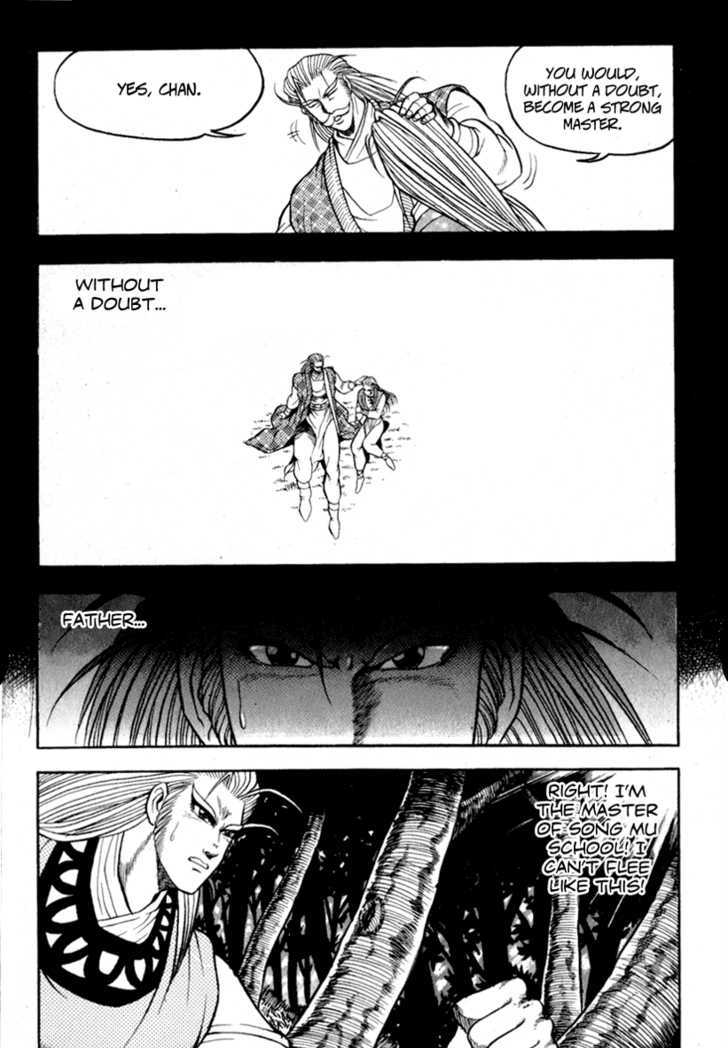 YES, CHAN.
YOU WOULD,
WITHOUT A DOUBT,
BECOME A STRONG
MASTER.
WITHOUT
A DOUBT...
FATHER...
RIGHT! I'M
THE MASTER
OF SONG MU
SCHOOL! I
CAN'T FLEE
LIKE THIS!